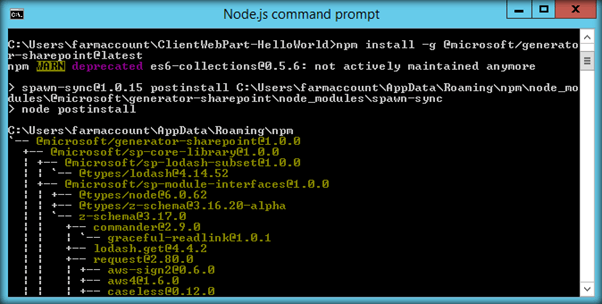 Node.js command prompt
C:\Users\farmaccount\ClientWebPart-HelloWorld>npm install -g @microsoft/generato
r-sharepoint@latest
npm WARN deprecated es6-collections@0.5.6: not actively maintained anymore
> spawn-sync@1.0.15 postinstall C:\Users\farmaccount\AppData\Roaming\npm\node_mo
dules\@microsoft\generator-sharepoint\node_modules\spawn-sync
> node postinstall
C:\Users\farmaccount\AppData\Roaming\npm
`-- @microsoft/generator-sharepoint@1.0.0
  +-- @microsoft/sp-core-library@1.0.0
  | +-- @microsoft/sp-lodash-subset@1.0.0
  | | `-- @types/lodash@4.14.52
  | +-- @microsoft/sp-module-interfaces@1.0.0
  | | +-- @types/node@6.0.62
  | | +-- @types/z-schema@3.16.20-alpha
  | | `-- z-schema@3.17.0
  | |   +-- commander@2.9.0
  | |   | `-- graceful-readlink@1.0.1
  | |   +-- lodash.get@4.4.2
  | |   +-- request@2.80.0
  | |   | +-- aws-sign2@0.6.0
  | |   | +-- aws4@1.6.0
  | |   | +-- caseless@0.12.0